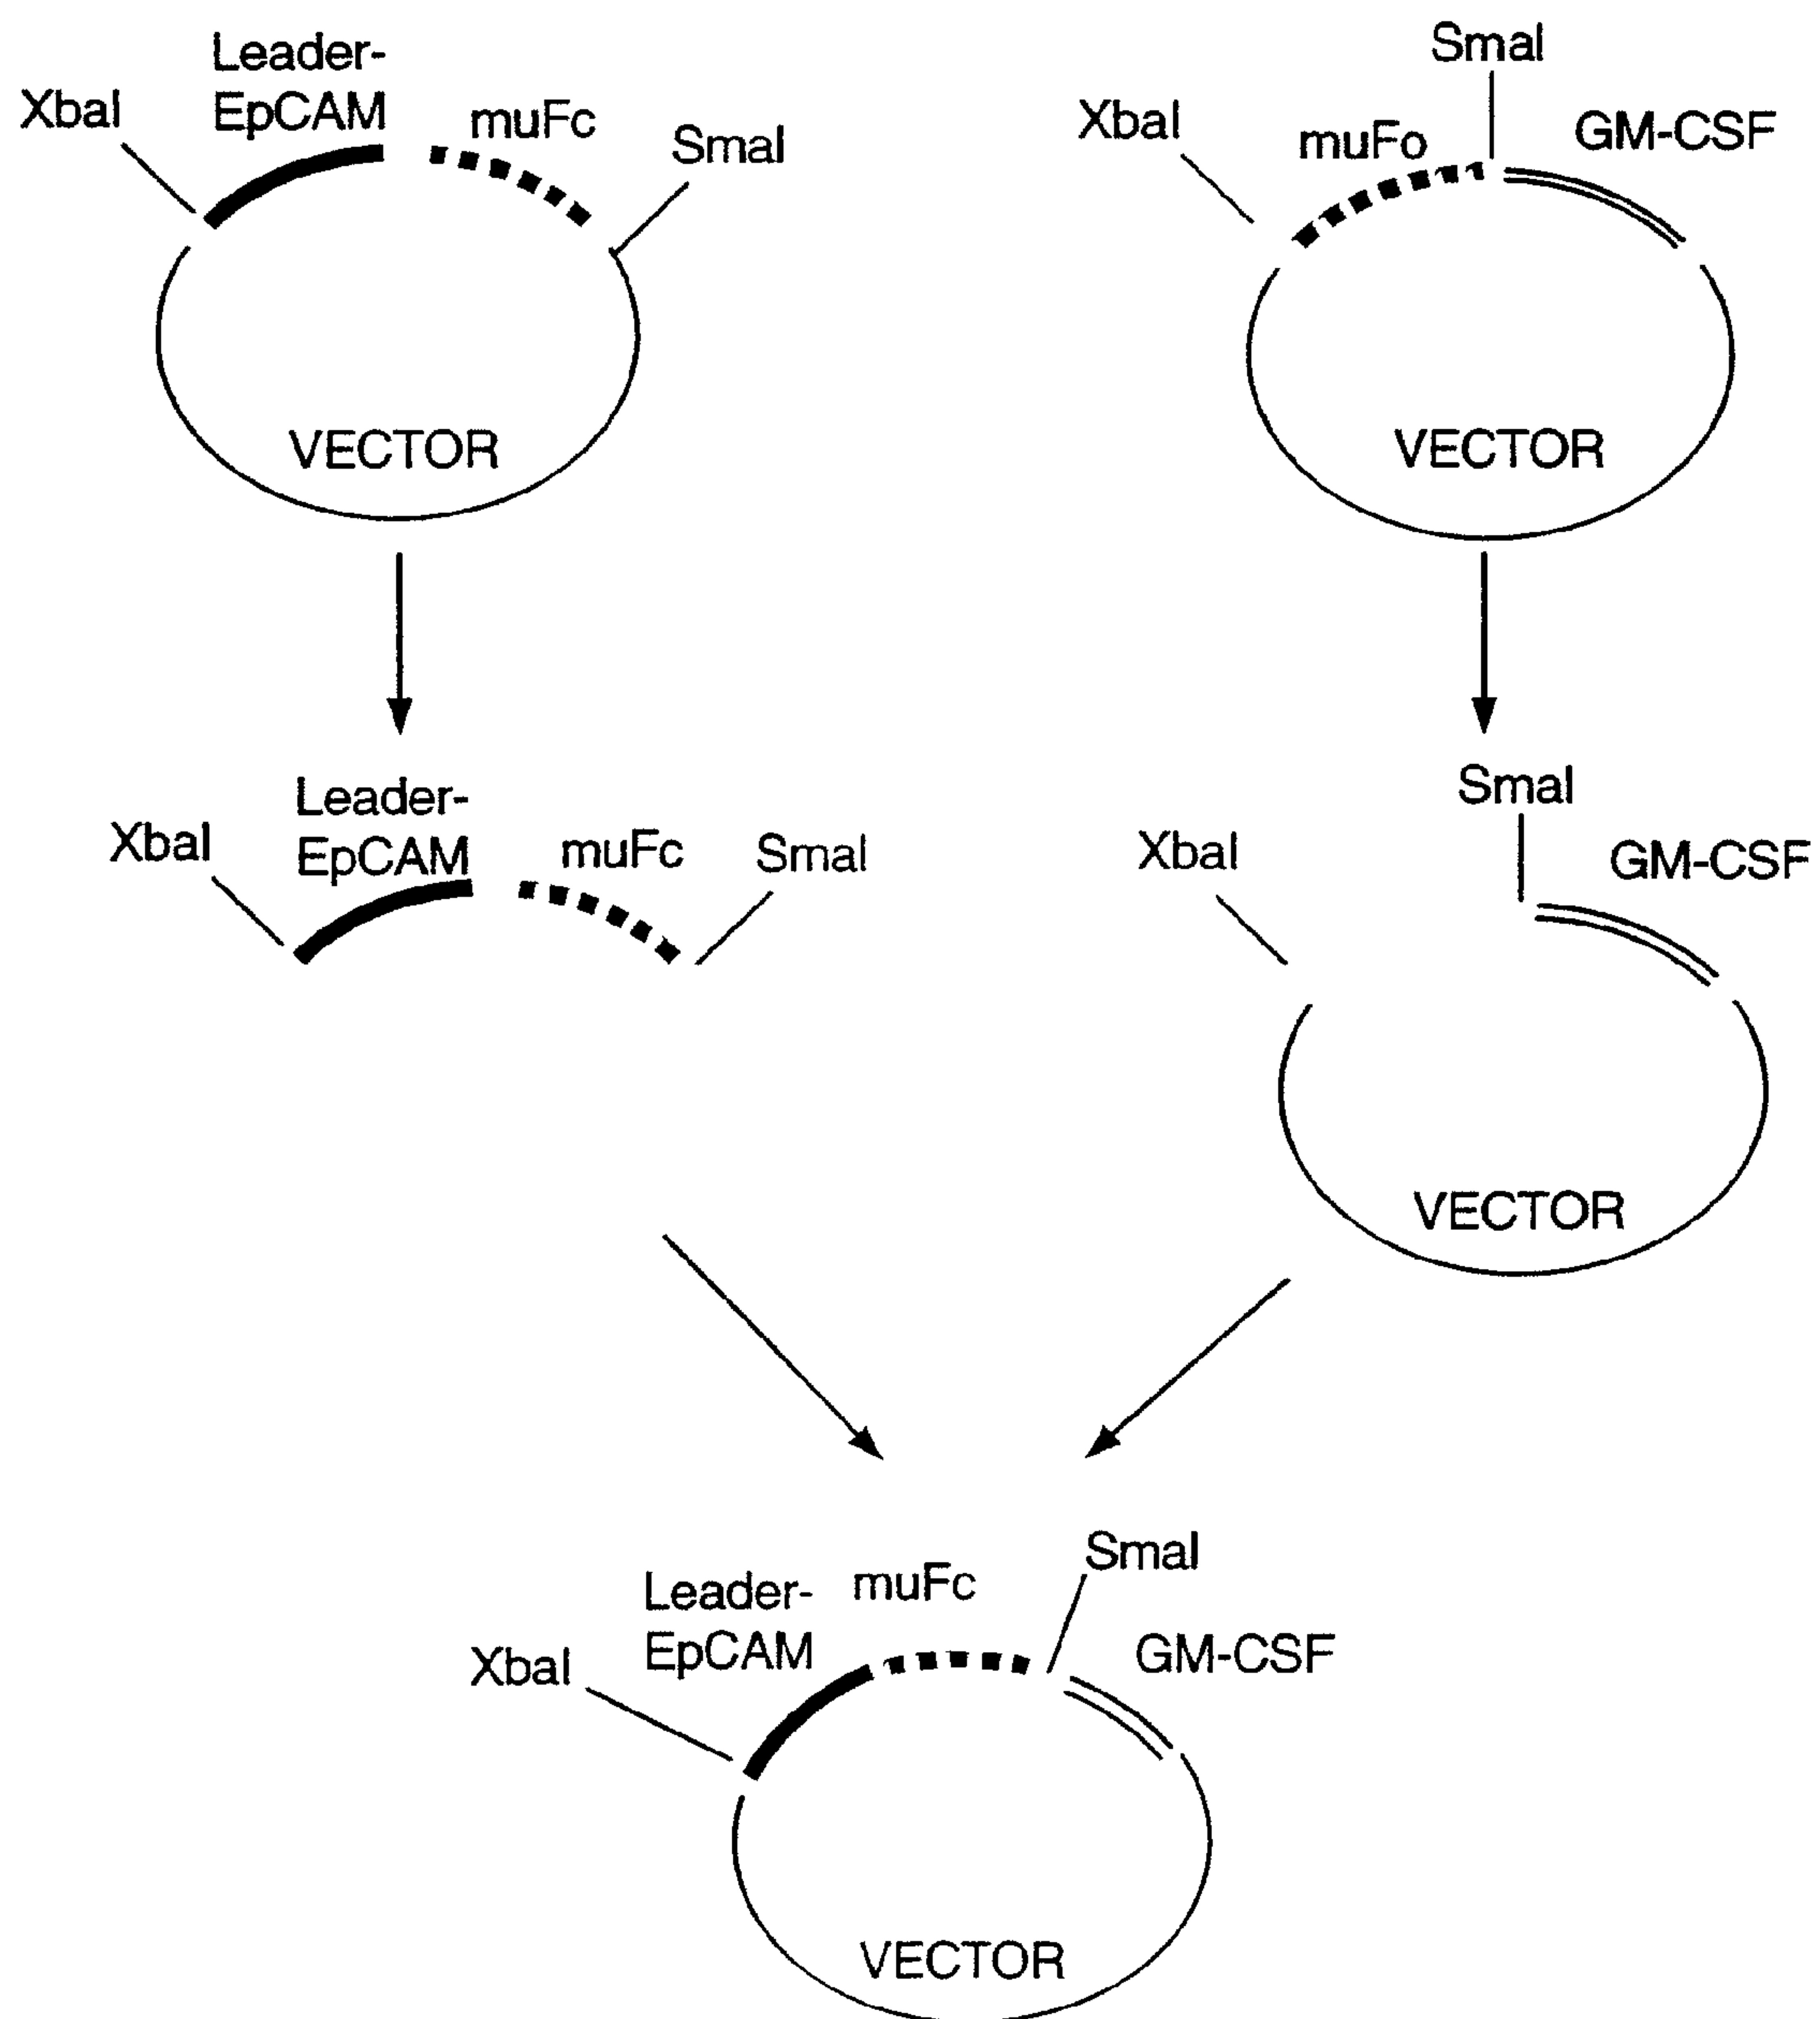 Leader-
EpCAM
XbaI
muFc
SmaI
VECTOR
SmaI
XbaI
muFo
GM-CSF
VECTOR
Leader-
EpCAM
XbaI
muFc
SmaI
SmaI
XbaI
GM-CSF
VECTOR
SmaI
Leader-
EpCAM
muFc
XbaI
GM-CSF
VECTOR